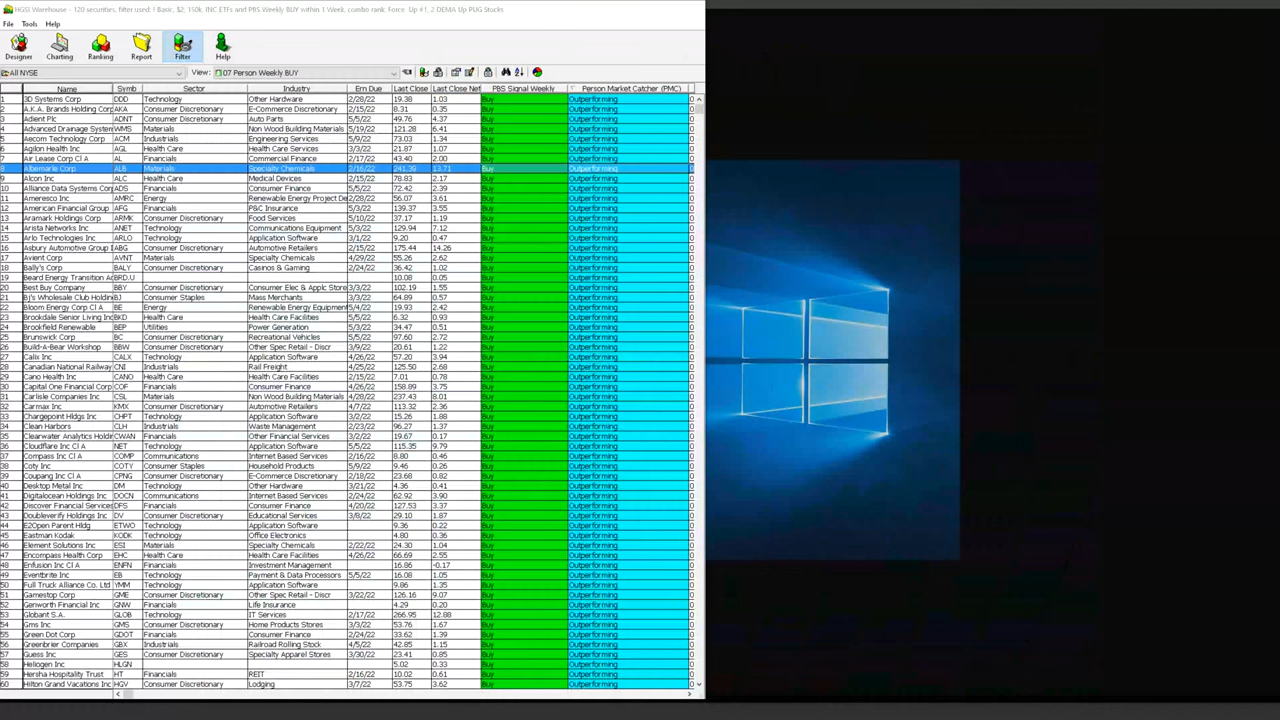 HGSI Warehouse - 120 securities, filter used: ! Basic, $2, 150k, INC ETFs and PBS Weekly BUY within 1 Week, combo rank, Force Up #1, 2 DEMA Up PUG Stocks
File Tools Help
Designer Charting Ranking Report Filter Help
All NYSE View: 07 Person Weekly BUY
Name Symb Sector Industry Ern Due Last Close Last Close Net PBS Signal Weekly Person Market Catcher (PMC)
1 3D Systems Corp DDD Technology Other Hardware 2/28/22 19.38 1.03 Buy Outperforming 0
2 A.K.A. Brands Holding Corp AKA Consumer Discretionary E-Commerce Discretionary 2/15/22 8.31 0.35 Buy Outperforming 0
3 Adient Plc ADNT Consumer Discretionary Auto Parts 5/5/22 49.76 4.37 Buy Outperforming 0
4 Advanced Drainage System WMS Materials Non Wood Building Materials 5/19/22 121.28 6.41 Buy Outperforming 0
5 Aecom Technology Corp ACM Industrials Engineering Services 5/9/22 73.03 1.34 Buy Outperforming 0
6 Agilon Health Inc AGL Health Care Health Care Services 3/3/22 21.87 1.07 Buy Outperforming 0
7 Air Lease Corp Cl A AL Financials Commercial Finance 2/17/22 43.40 2.00 Buy Outperforming 0
8 Albemarle Corp ALB Materials Specialty Chemicals 2/16/22 241.39 13.71 Buy Outperforming 0
9 Alcon Inc ALC Health Care Medical Devices 2/15/22 78.83 2.17 Buy Outperforming 0
10 Alliance Data Systems Corp ADS Financials Consumer Finance 5/5/22 72.42 2.39 Buy Outperforming 0
11 Ameresco Inc AMRC Energy Renewable Energy Project De 2/28/22 56.07 3.10 Buy Outperforming 0
12 American Financial Group AFG Financials P&C Insurance 5/3/22 139.37 3.55 Buy Outperforming 0
13 Aramark Holdings Corp ARMK Consumer Discretionary Food Services 5/10/22 37.17 1.19 Buy Outperforming 0
14 Arista Networks Inc ANET Technology Communications Equipment 5/3/22 129.94 7.12 Buy Outperforming 0
15 Arlo Technologies Inc ARLO Technology Application Software 3/1/22 9.20 0.47 Buy Outperforming 0
16 Asbury Automotive Group ABG Consumer Discretionary Automotive Retailers 2/15/22 175.44 14.26 Buy Outperforming 0
17 Avient Corp AVNT Materials Specialty Chemicals 4/29/22 55.26 2.62 Buy Outperforming 0
18 Bally's Corp BALY Consumer Discretionary Casinos & Gaming 2/24/22 36.42 1.02 Buy Outperforming 0
19 Beard Energy Transition Ac BRD.U 10.08 0.05 Buy Outperforming 0
20 Best Buy Company BBY Consumer Discretionary Consumer Elec & Applc Store 3/3/22 102.19 1.55 Buy Outperforming 0
21 Bj's Wholesale Club Holdin BJ Consumer Staples Mass Merchants 3/3/22 64.89 0.57 Buy Outperforming 0
22 Bloom Energy Corp Cl A BE Energy Renewable Energy Equipment 5/4/22 19.93 2.42 Buy Outperforming 0
23 Brookdale Senior Living Inc BKD Health Care Health Care Facilities 5/5/22 6.32 0.93 Buy Outperforming 0
24 Brookfield Renewable BEP Utilities Power Generation 5/5/22 34.47 0.51 Buy Outperforming 0
25 Brunswick Corp BC Consumer Discretionary Recreational Vehicles 5/5/22 97.60 2.72 Buy Outperforming 0
26 Build-A-Bear Workshop BBW Consumer Discretionary Other Spec Retail - Discr 3/9/22 20.61 1.22 Buy Outperforming 0
27 Calix Inc CALX Technology Application Software 4/26/22 57.20 3.94 Buy Outperforming 0
28 Canadian National Railway CNI Industrials Rail Freight 4/25/22 125.50 2.68 Buy Outperforming 0
29 Cano Health Inc CANO Health Care Health Care Facilities 2/15/22 7.01 0.78 Buy Outperforming 0
30 Capital One Financial Corp COF Financials Consumer Finance 4/26/22 158.89 3.75 Buy Outperforming 0
31 Carlisle Companies Inc CSL Materials Non Wood Building Materials 4/28/22 237.43 8.01 Buy Outperforming 0
32 Carmax Inc KMX Consumer Discretionary Automotive Retailers 4/7/22 113.32 2.36 Buy Outperforming 0
33 Chargepoint Hldgs Inc CHPT Technology Application Software 3/2/22 15.26 1.88 Buy Outperforming 0
34 Clean Harbors CLH Industrials Waste Management 2/23/22 96.27 1.37 Buy Outperforming 0
35 Clearwater Analytics Holdin CWAN Financials Other Financial Services 3/2/22 19.67 0.17 Buy Outperforming 0
36 Cloudflare Inc Cl A NET Technology Application Software 5/5/22 115.35 9.79 Buy Outperforming 0
37 Compass Inc Cl A COMP Communications Internet Based Services 2/16/22 8.80 0.46 Buy Outperforming 0
38 Coty Inc COTY Consumer Staples Household Products 5/9/22 9.46 0.26 Buy Outperforming 0
39 Coupang Inc Cl A CPNG Consumer Discretionary E-Commerce Discretionary 2/18/22 23.68 0.82 Buy Outperforming 0
40 Desktop Metal Inc DM Technology Other Hardware 3/21/22 4.36 0.44 Buy Outperforming 0
41 Digitalocean Holdings Inc DOCN Communications Internet Based Services 2/24/22 62.92 3.90 Buy Outperforming 0
42 Discover Financial Services DFS Financials Consumer Finance 4/20/22 127.53 3.37 Buy Outperforming 0
43 Doubleverify Holdings Inc DV Consumer Discretionary Educational Services 3/8/22 29.10 1.87 Buy Outperforming 0
44 E2Open Parent Hldg ETWO Technology Application Software 9.36 0.22 Buy Outperforming 0
45 Eastman Kodak KODK Technology Office Electronics 4.80 0.36 Buy Outperforming 0
46 Element Solutions Inc ESI Materials Specialty Chemicals 2/22/22 24.30 1.04 Buy Outperforming 0
47 Encompass Health Corp EHC Health Care Health Care Facilities 4/26/22 66.69 2.55 Buy Outperforming 0
48 Enfusion Inc Cl A ENFN Financials Investment Management 16.86 -0.17 Buy Outperforming 0
49 Eventbrite Inc EB Technology Payment & Data Processors 5/5/22 16.08 1.05 Buy Outperforming 0
50 Full Truck Alliance Co. Ltd YMM Technology Application Software 9.86 1.35 Buy Outperforming 0
51 Gamestop Corp GME Consumer Discretionary Other Spec Retail - Discr 3/22/22 126.16 9.07 Buy Outperforming 0
52 Genworth Financial Inc GNW Financials Life Insurance 3/1/22 4.29 0.20 Buy Outperforming 0
53 Globant S.A. GLOB Technology IT Services 2/17/22 266.95 12.88 Buy Outperforming 0
54 Gms Inc GMS Consumer Discretionary Home Products Stores 3/3/22 53.76 1.67 Buy Outperforming 0
55 Green Dot Corp GDOT Financials Consumer Finance 2/24/22 33.62 1.39 Buy Outperforming 0
56 Greenbrier Companies GBX Industrials Railroad Rolling Stock 4/5/22 42.85 1.15 Buy Outperforming 0
57 Guess Inc GES Consumer Discretionary Specialty Apparel Stores 3/30/22 23.41 0.85 Buy Outperforming 0
58 Heliogen Inc HLGN 5.02 0.33 Buy Outperforming 0
59 Hersha Hospitality Trust HT Financials REIT 2/16/22 10.02 0.08 Buy Outperforming 0
60 Hilton Grand Vacations Inc HGV Consumer Discretionary Lodging 3/7/22 53.75 3.62 Buy Outperforming 0